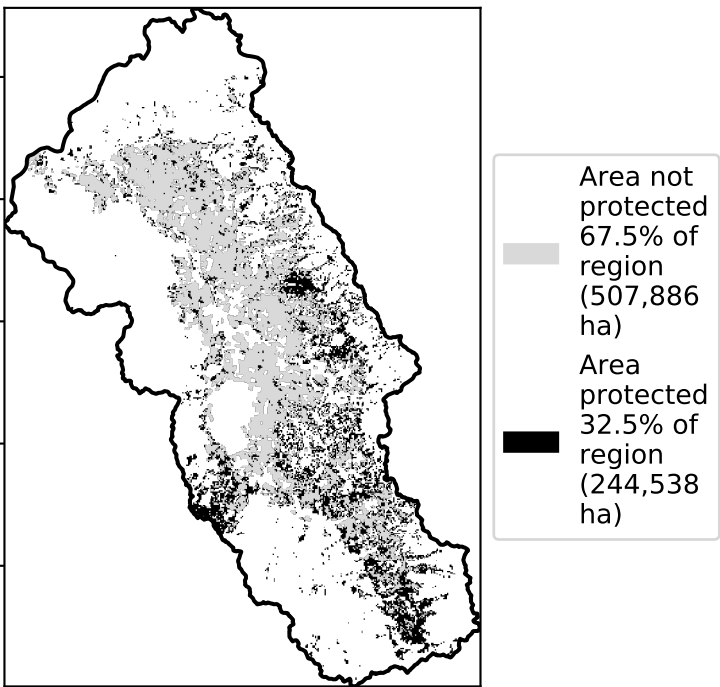 Area not
protected
67.5% of
region
(507,886
ha)
Area
protected
32.5% of
region
(244,538
ha)